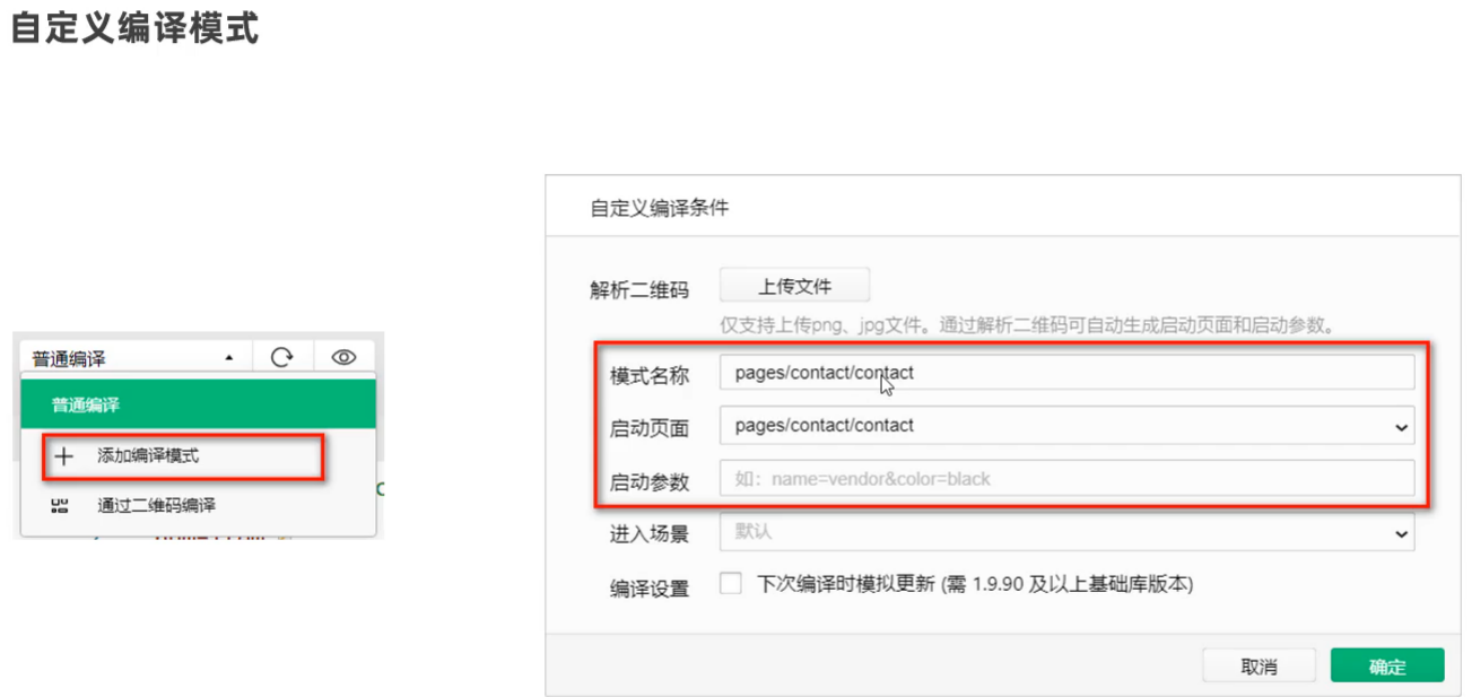 自定义编译模式
普通编译
普通编译
添加编译模式
通过二维码编译
自定义编译条件
解析二维码 上传文件
仅支持上传png、jpg文件。通过解析二维码可自动生成启动页面和启动参数。
模式名称 pages/contact/contact
启动页面 pages/contact/contact
启动参数 如：name=vendor&color=black
进入场景 默认
编译设置 下次编译时模拟更新 (需 1.9.90 及以上基础库版本)
取消 确定